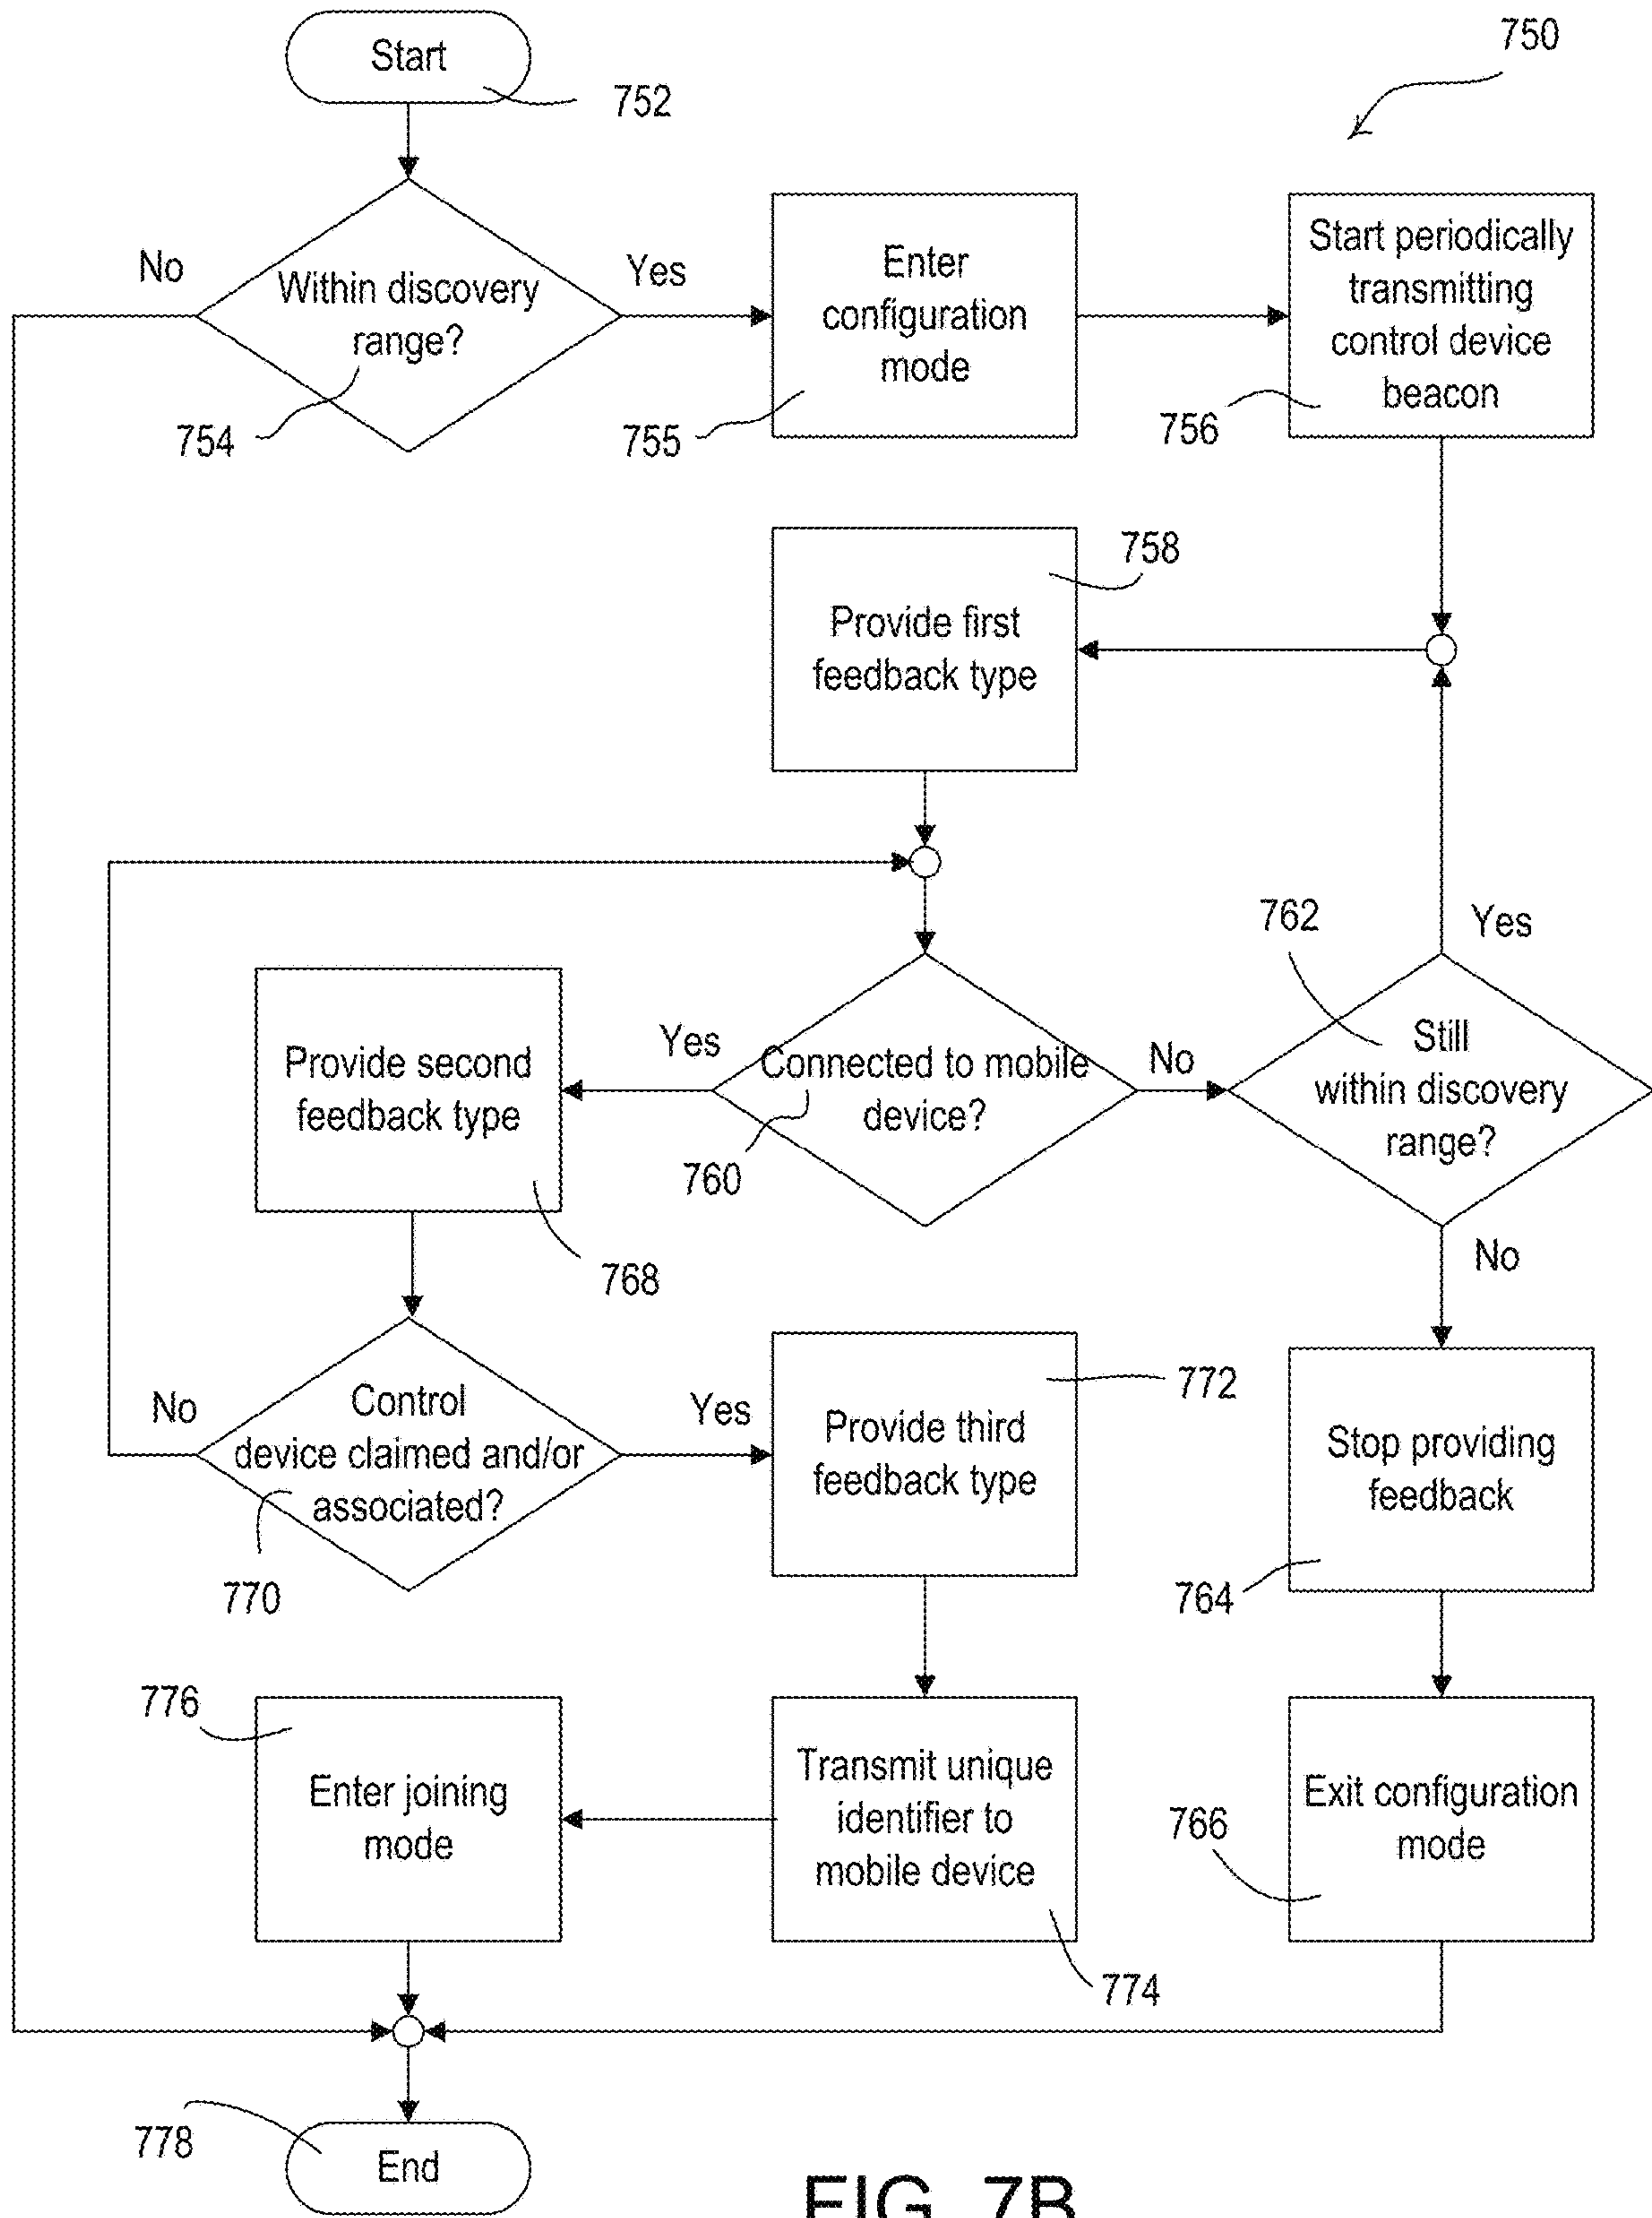 Start
752
750
No
Within discovery
range?
754
Yes
Enter
configuration
mode
755
Start periodically
transmitting
control device
beacon
756
Provide first
feedback type
758
Provide second
feedback type
768
Yes
Connected to mobile
device?
760
No
762
Still
within discovery
range?
Yes
No
No
Control
device claimed and/or
associated?
770
Yes
Provide third
feedback type
772
Stop providing
feedback
764
776
Enter joining
mode
Transmit unique
identifier to
mobile device
774
Exit configuration
mode
766
778
End
FIG. 7B